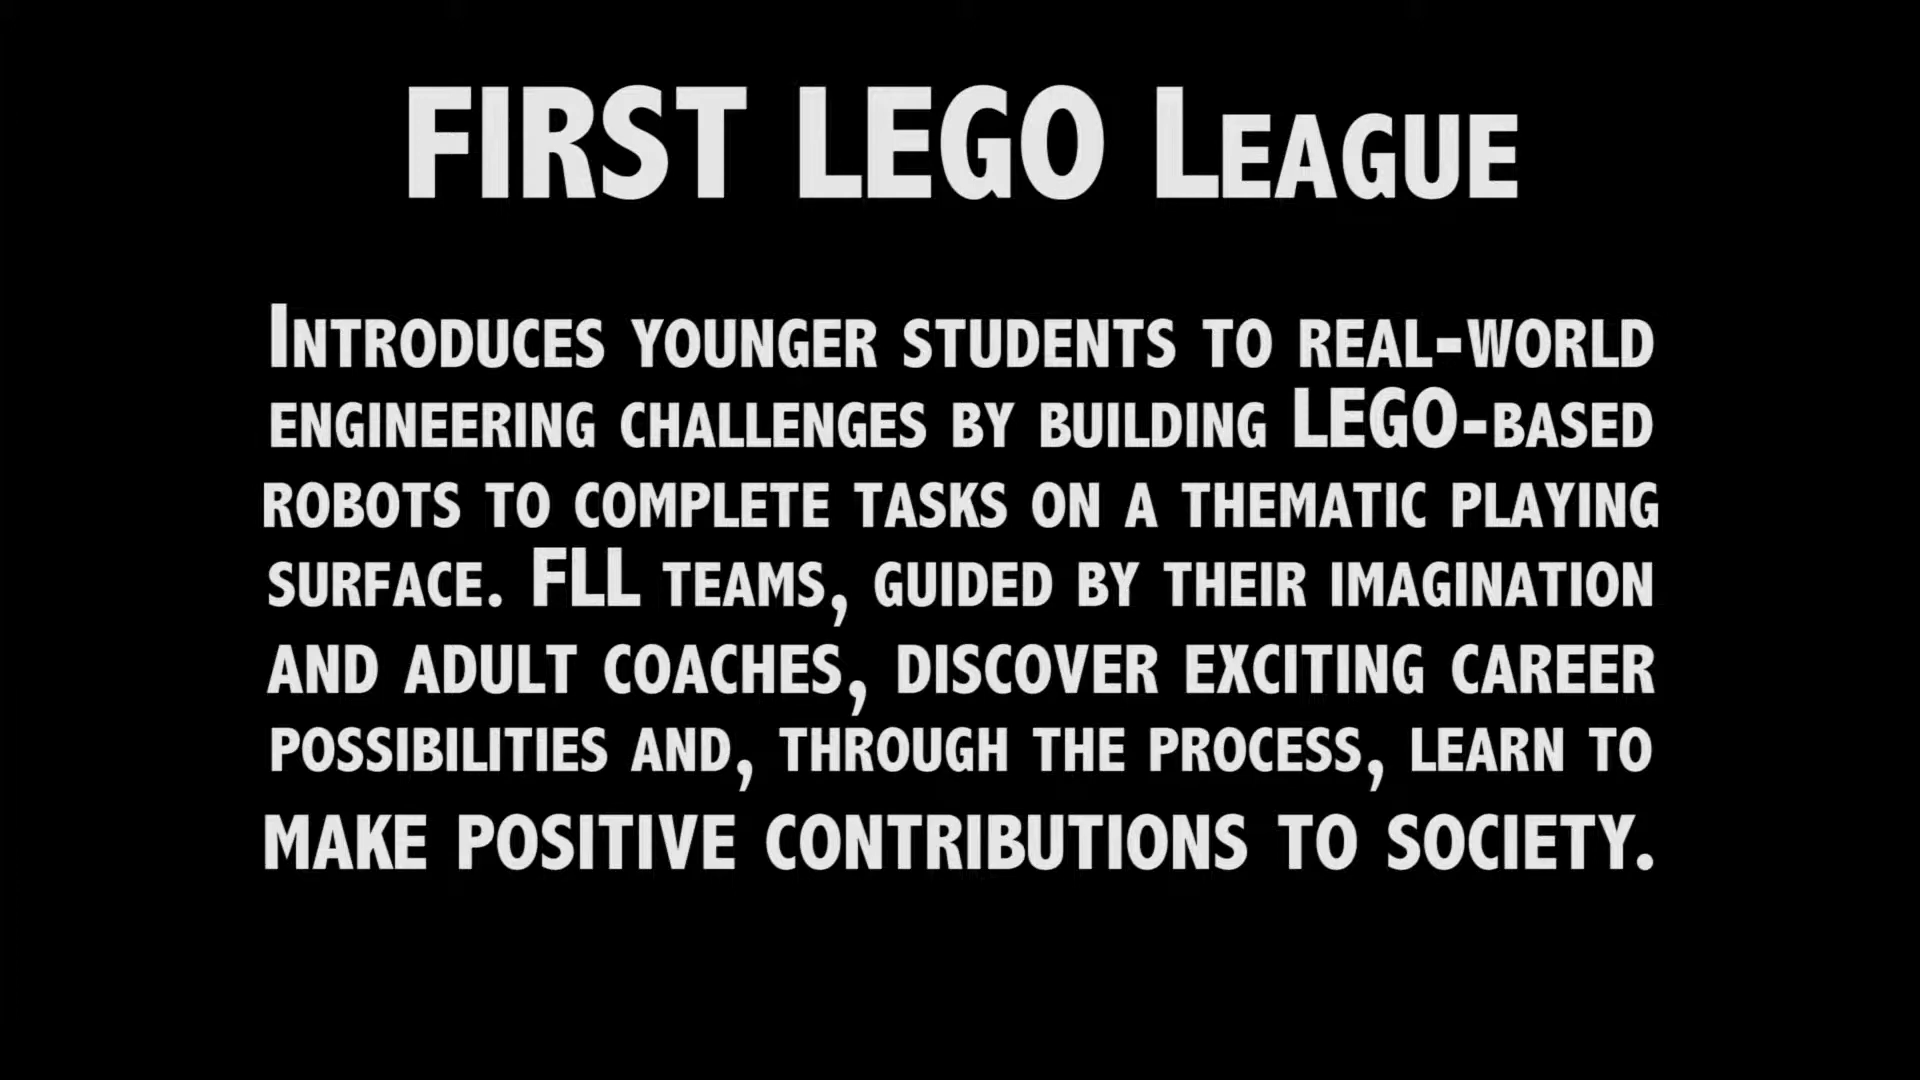 FIRST LEGO League
Introduces younger students to real-world
engineering challenges by building LEGO-based
robots to complete tasks on a thematic playing
surface. FLL teams, guided by their imagination
and adult coaches, discover exciting career
possibilities and, through the process, learn to
make positive contributions to society.